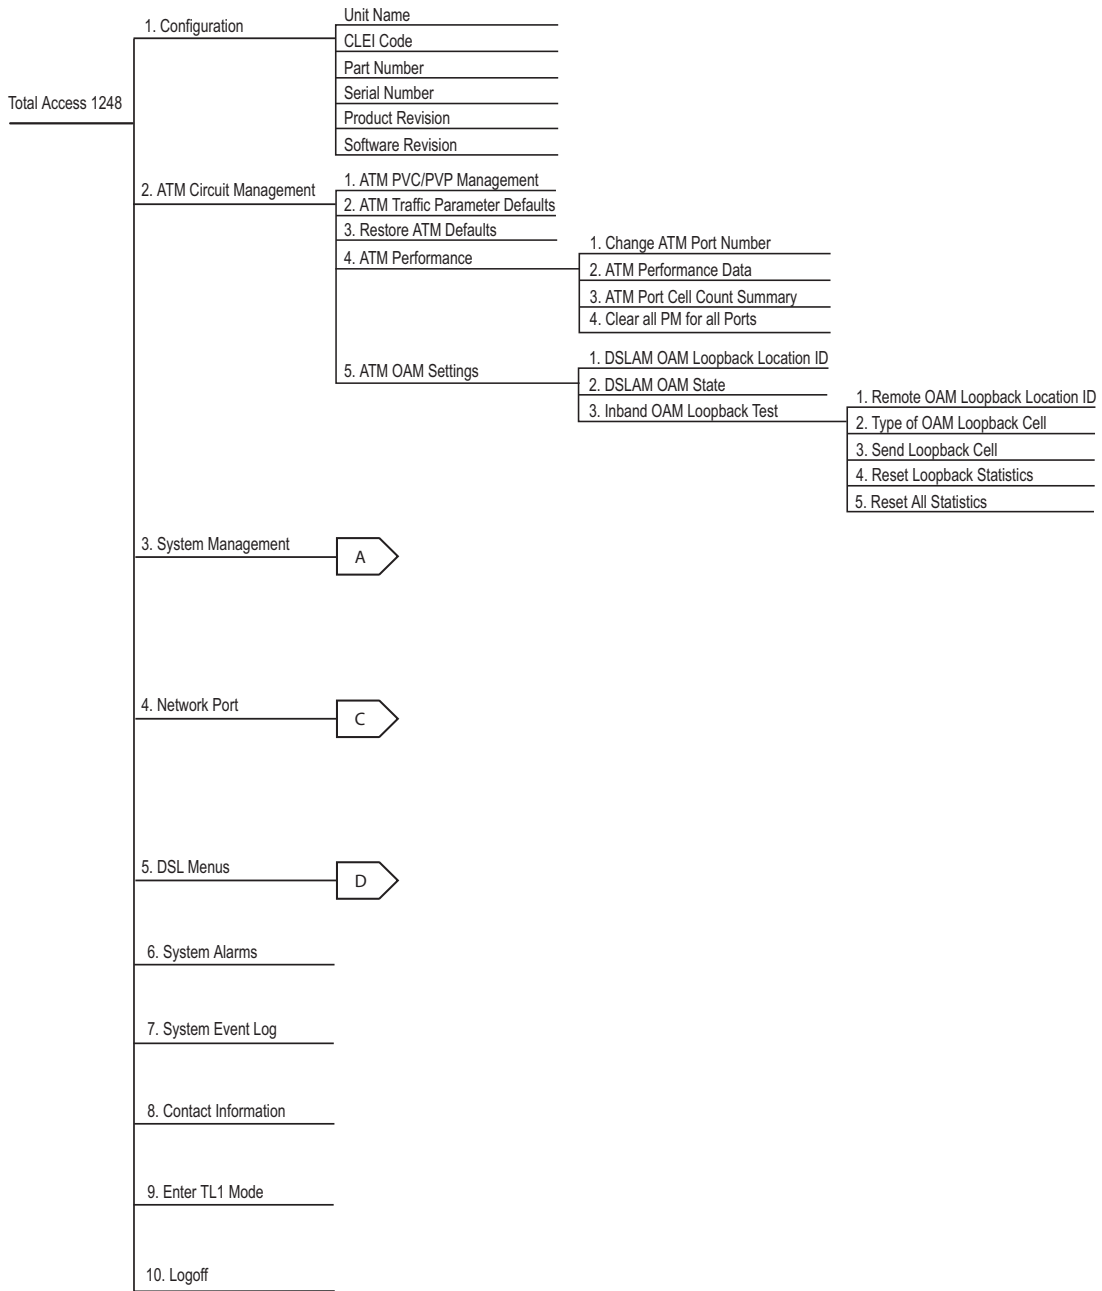 Total Access 1248
1. Configuration
Unit Name
CLEI Code
Part Number
Serial Number
Product Revision
Software Revision
2. ATM Circuit Management
1. ATM PVC/PVP Management
2. ATM Traffic Parameter Defaults
3. Restore ATM Defaults
4. ATM Performance
1. Change ATM Port Number
2. ATM Performance Data
3. ATM Port Cell Count Summary
4. Clear all PM for all Ports
5. ATM OAM Settings
1. DSLAM OAM Loopback Location ID
2. DSLAM OAM State
3. Inband OAM Loopback Test
1. Remote OAM Loopback Location ID
2. Type of OAM Loopback Cell
3. Send Loopback Cell
4. Reset Loopback Statistics
5. Reset All Statistics
3. System Management
A
4. Network Port
C
5. DSL Menus
D
6. System Alarms
7. System Event Log
8. Contact Information
9. Enter TL1 Mode
10. Logoff